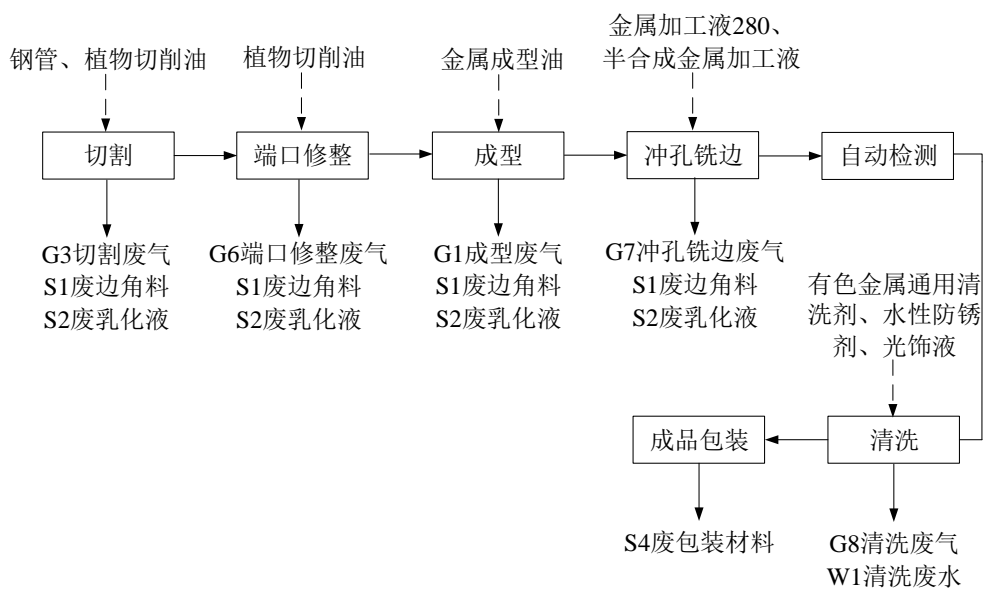 钢管、植物切削油
植物切削油
金属成型油
金属加工液280、
半合成金属加工液
切割
端口修整
成型
冲孔铣边
自动检测
G3切割废气
S1废边角料
S2废乳化液
G6端口修整废气
S1废边角料
S2废乳化液
G1成型废气
S1废边角料
S2废乳化液
G7冲孔铣边废气
S1废边角料
S2废乳化液
有色金属通用清
洗剂、水性防锈
剂、光饰液
成品包装
清洗
S4废包装材料
G8清洗废气
W1清洗废水